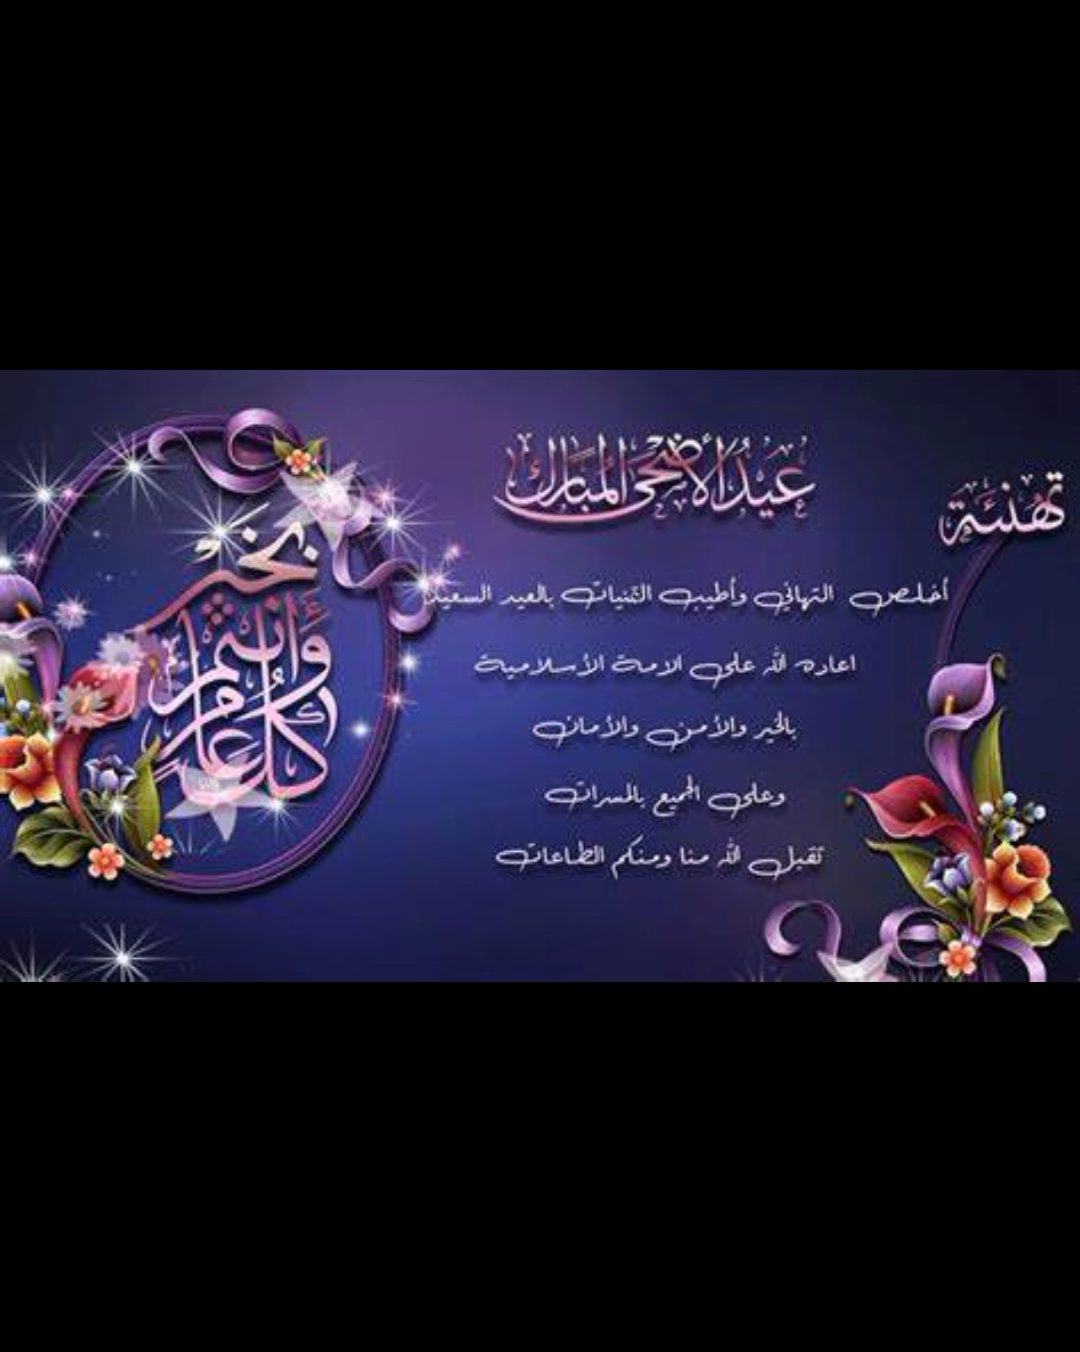 تهنئة
عيد الأضحى المبارك
أخلص التهاني وأطيب التمنيات بالعيد السعيد
اعاده الله على الامة الأسلامية
بالخير والأمن والأمان
وعلى الجميع بالمسرات
تقبل الله منا ومنكم الطاعات
كل عام
وأنتم
بخير